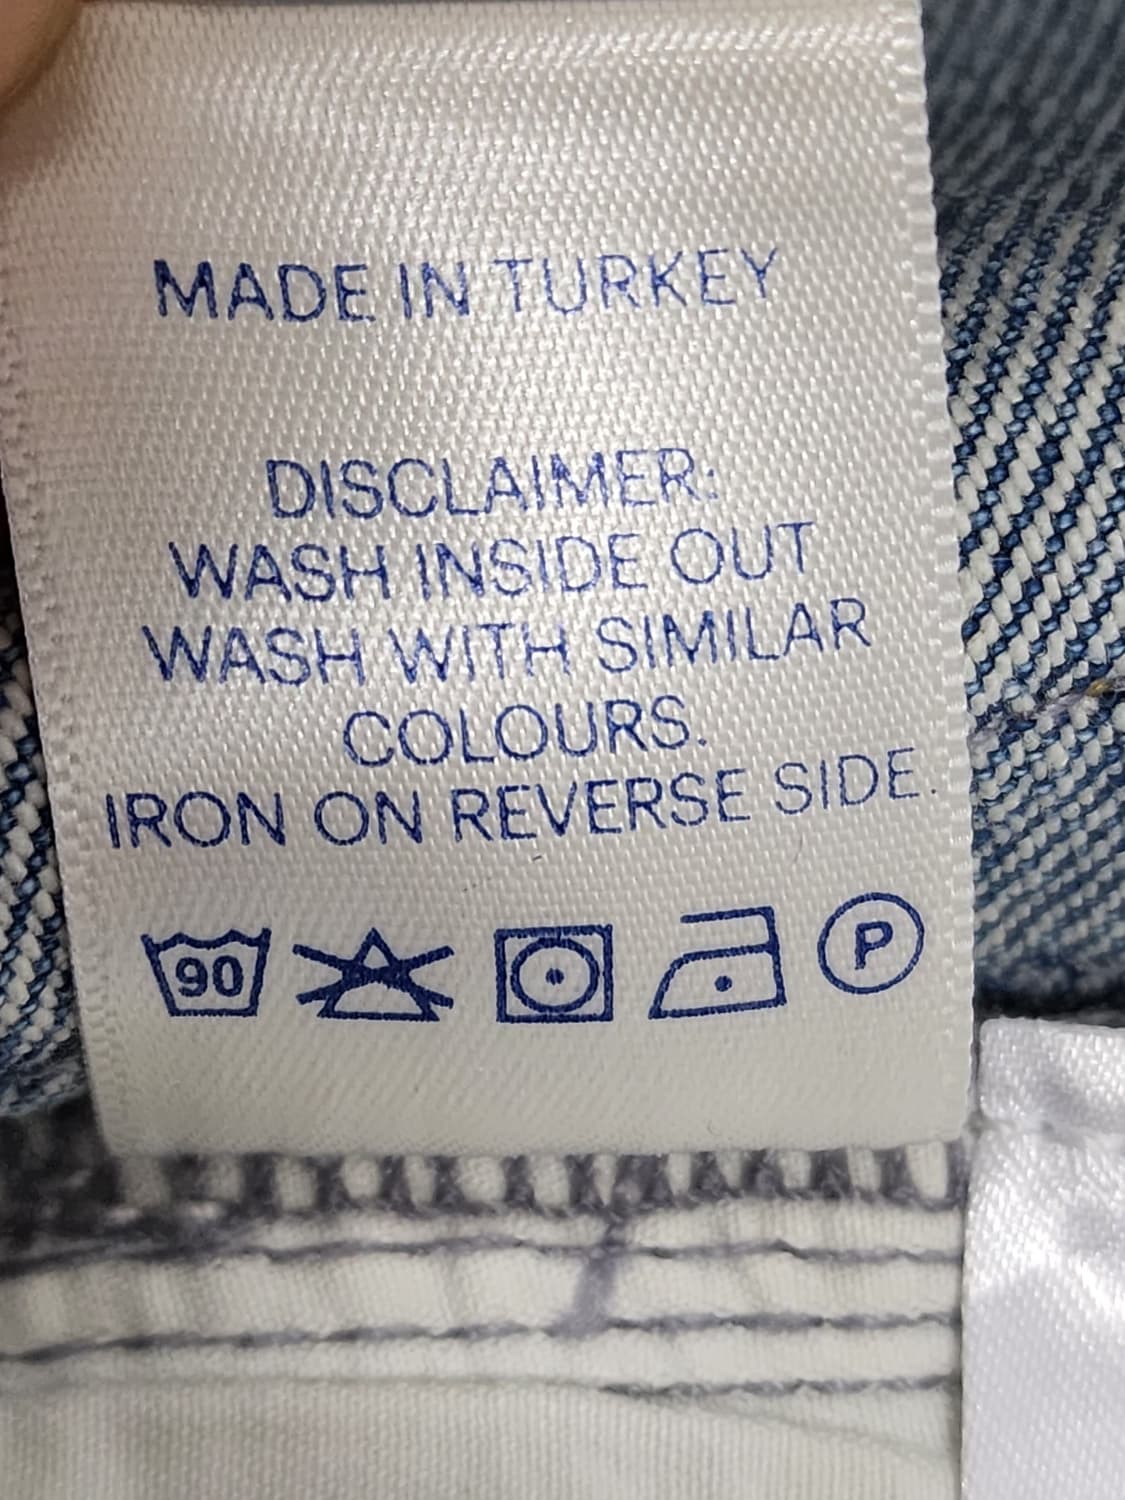 MADE IN TURKEY
DISCLAIMER:
WASH INSIDE OUT
WASH WITH SIMILAR
COLOURS.
IRON ON REVERSE SIDE.
90
P